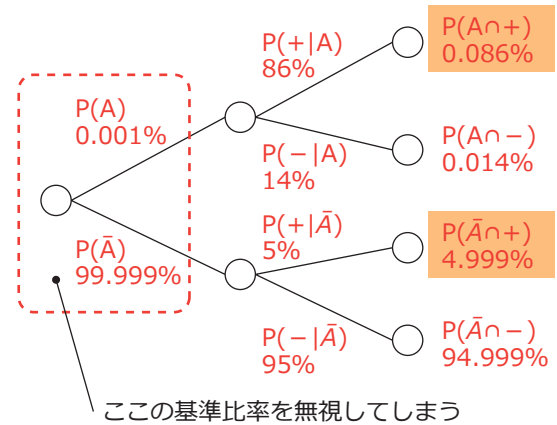 P(+|A)
86%
P(A∩+)
0.086%
P(A)
0.001%
P(−|A)
14%
P(A∩−)
0.014%
P(Ā)
99.999%
P(+|Ā)
5%
P(Ā∩+)
4.999%
P(−|Ā)
95%
P(Ā∩−)
94.999%
ここの基準比率を無視してしまう